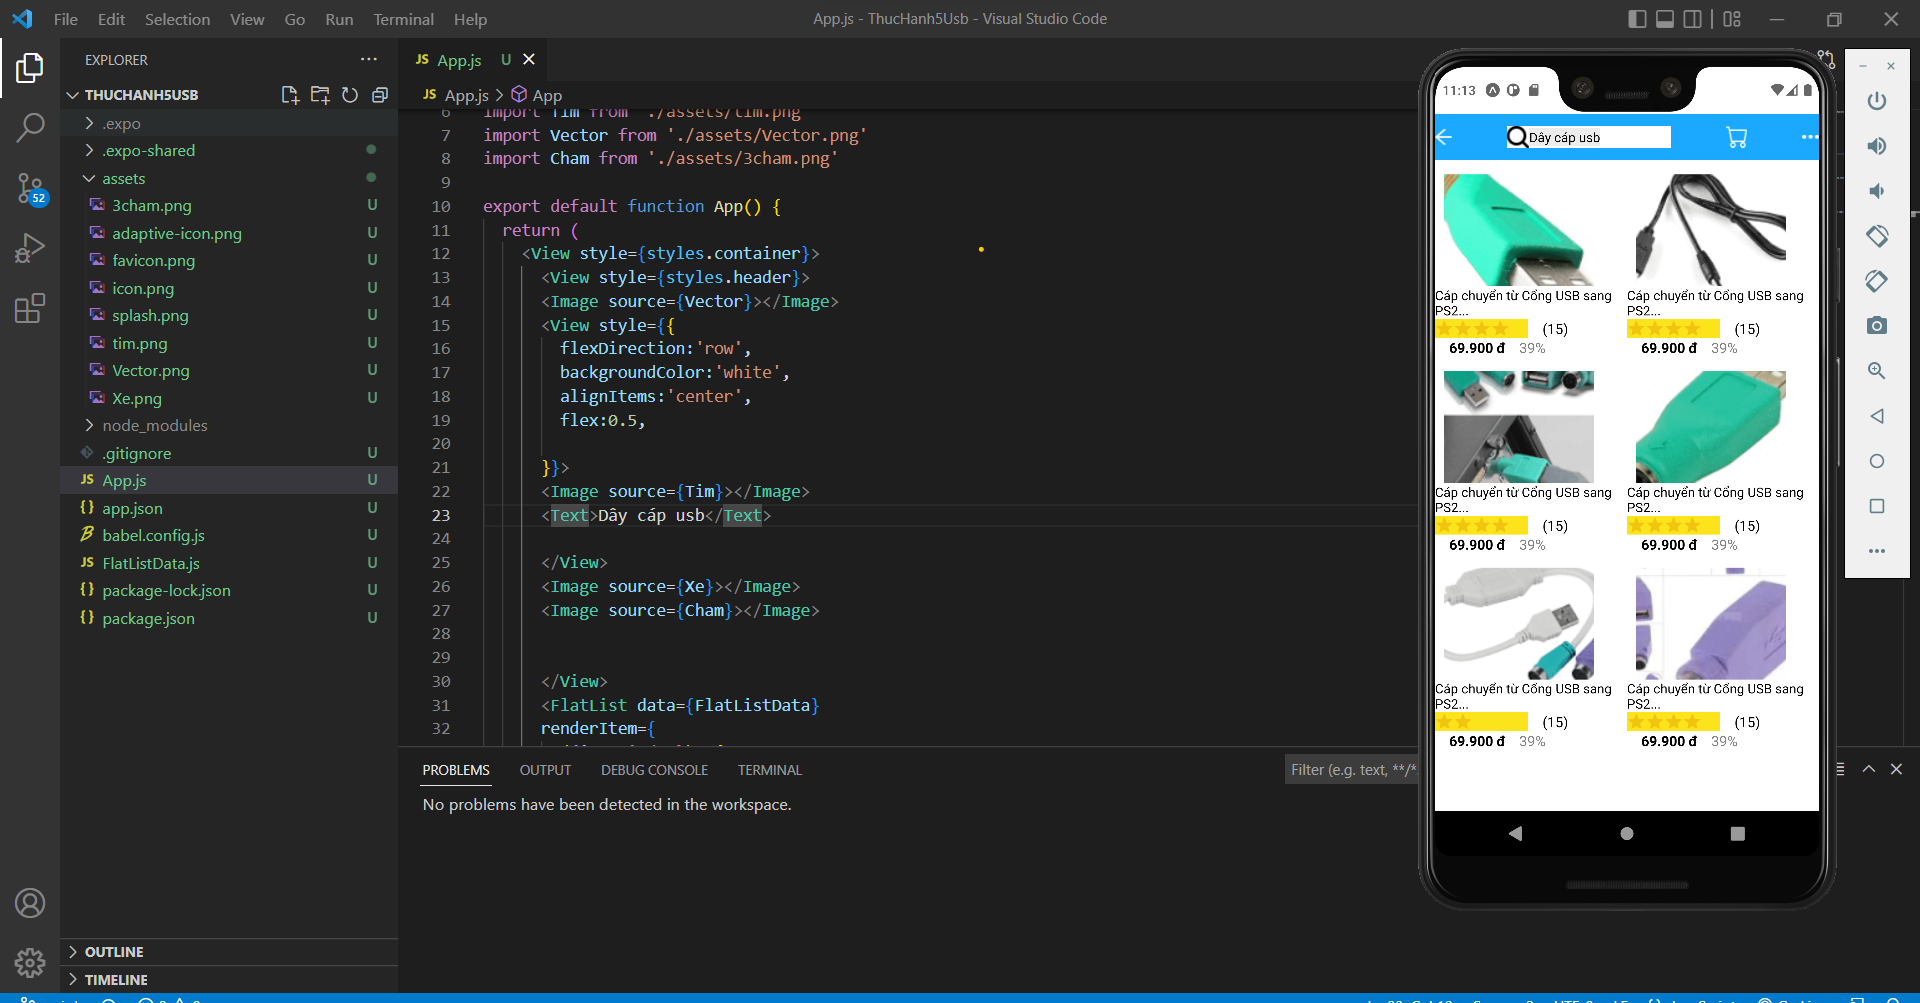 File Edit Selection View Go Run Terminal Help
App.js - ThucHanh5Usb - Visual Studio Code
EXPLORER
THUCHANH5USB
.expo
.expo-shared
assets
3cham.png U
adaptive-icon.png U
favicon.png U
icon.png U
splash.png U
tim.png U
Vector.png U
Xe.png U
node_modules
.gitignore U
App.js U
app.json U
babel.config.js U
FlatListData.js U
package-lock.json U
package.json U
52
OUTLINE
TIMELINE
JS App.js U
JS App.js > App
6 import Tim from './assets/tim.png'
7 import Vector from './assets/Vector.png'
8 import Cham from './assets/3cham.png'
9
10 export default function App() {
11 return (
12 <View style={styles.container}>
13 <View style={styles.header}>
14 <Image source={Vector}></Image>
15 <View style={{
16 flexDirection:'row',
17 backgroundColor:'white',
18 alignItems:'center',
19 flex:0.5,
20
21 }}>
22 <Image source={Tim}></Image>
23 <Text>Dây cáp usb</Text>
24
25 </View>
26 <Image source={Xe}></Image>
27 <Image source={Cham}></Image>
28
29
30 </View>
31 <FlatList data={FlatListData}
32 renderItem={
PROBLEMS OUTPUT DEBUG CONSOLE TERMINAL
Filter (e.g. text, **/*
No problems have been detected in the workspace.
11:13
Dây cáp usb
Cáp chuyển từ Cổng USB sang
PS2...
(15)
69.900 đ 39%
Cáp chuyển từ Cổng USB sang
PS2...
(15)
69.900 đ 39%
Cáp chuyển từ Cổng USB sang
PS2...
(15)
69.900 đ 39%
Cáp chuyển từ Cổng USB sang
PS2...
(15)
69.900 đ 39%
Cáp chuyển từ Cổng USB sang
PS2...
(15)
69.900 đ 39%
Cáp chuyển từ Cổng USB sang
PS2...
(15)
69.900 đ 39%